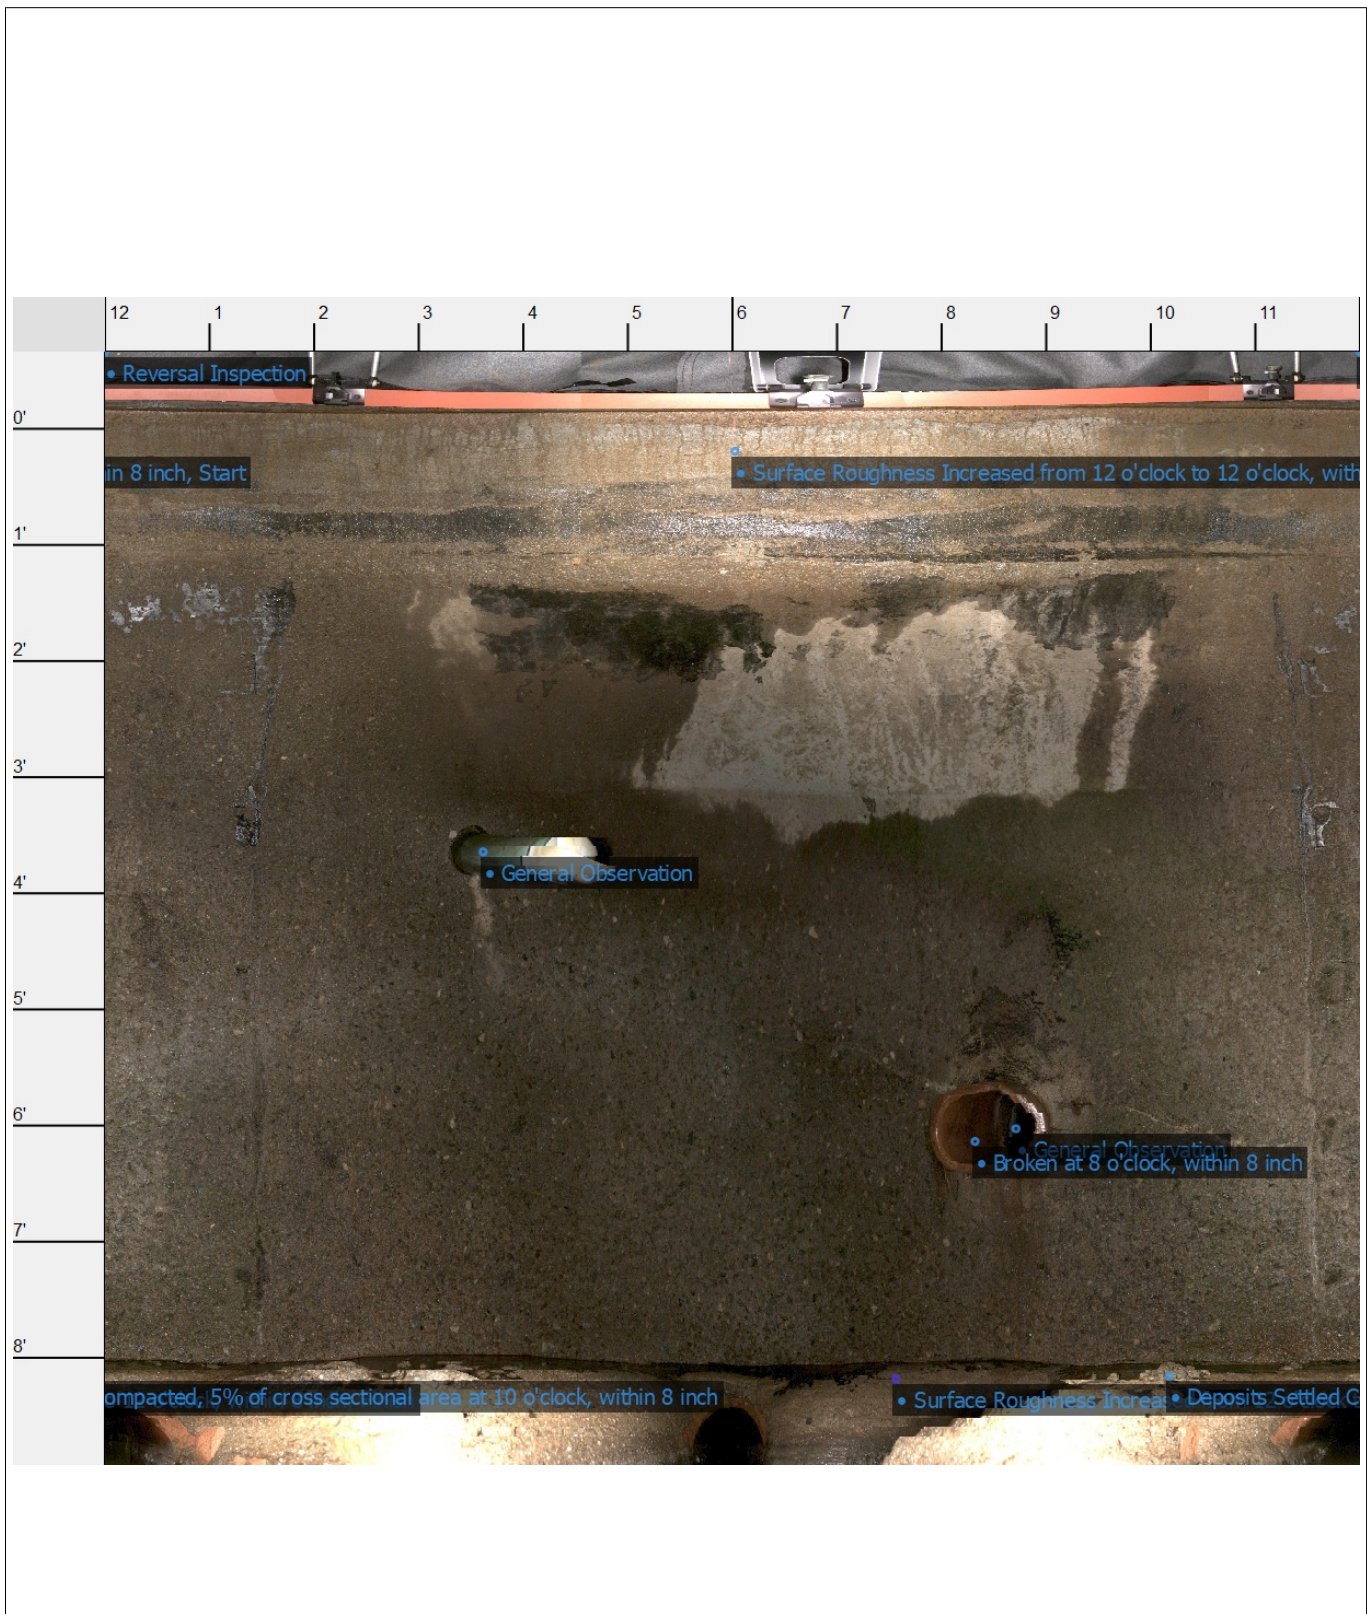 12 1 2 3 4 5 6 7 8 9 10 11
• Reversal Inspection
0'
in 8 inch, Start
• Surface Roughness Increased from 12 o'clock to 12 o'clock, with
1'
2'
3'
• General Observation
4'
5'
6'
• General Observation
• Broken at 8 o'clock, within 8 inch
7'
8'
ompacted, 5% of cross sectional area at 10 o'clock, within 8 inch
• Surface Roughness Increas
• Deposits Settled C